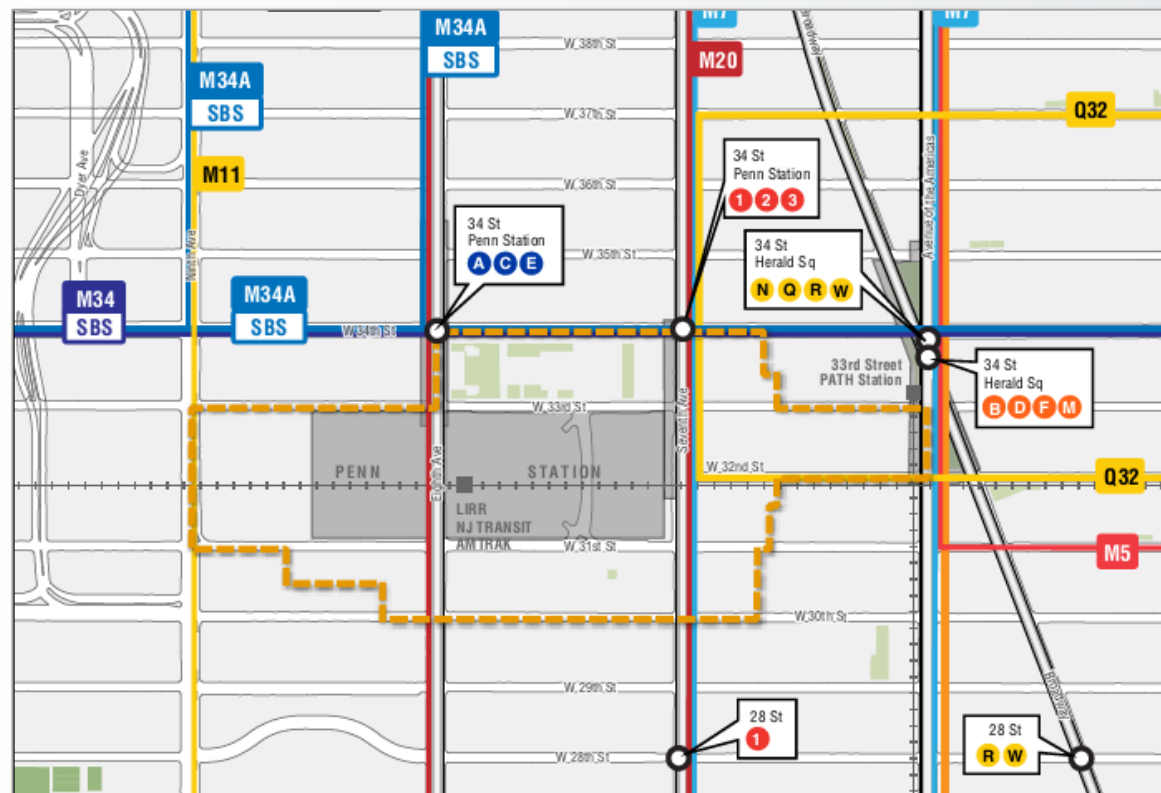 M7
M7
M34A
SBS
W 38th St
Broadway
M20
M34A
SBS
W 37th St
Q32
Dyer Ave
M11
34 St
Penn Station
1 2 3
Avenue of the Americas
W 36th St
34 St
Penn Station
A C E
Ninth Ave
W 35th St
34 St
Herald Sq
N Q R W
M34
SBS
M34A
SBS
W 34th St
33rd Street
PATH Station
34 St
Herald Sq
B D F M
W 33rd St
Seventh Ave
PENN STATION
Eighth Ave
W 32nd St
Q32
LIRR
NJ TRANSIT
AMTRAK
W 31st St
M5
W 30th St
W 29th St
Broadway
28 St
1
28 St
R W
W 28th St